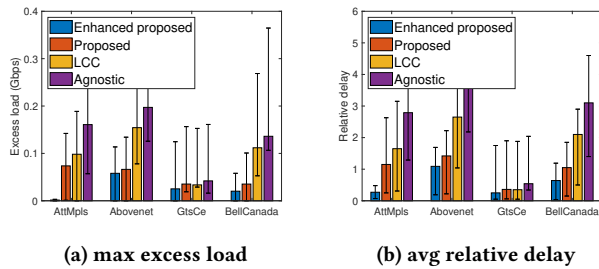 0.4
0.3
0.2
0.1
0
Excess load (Gbps)
Enhanced proposed
Proposed
LCC
Agnostic
AttMpls Abovenet GtsCe BellCanada
(a) max excess load
6
4
2
0
Relative delay
Enhanced proposed
Proposed
LCC
Agnostic
AttMpls Abovenet GtsCe BellCanada
(b) avg relative delay